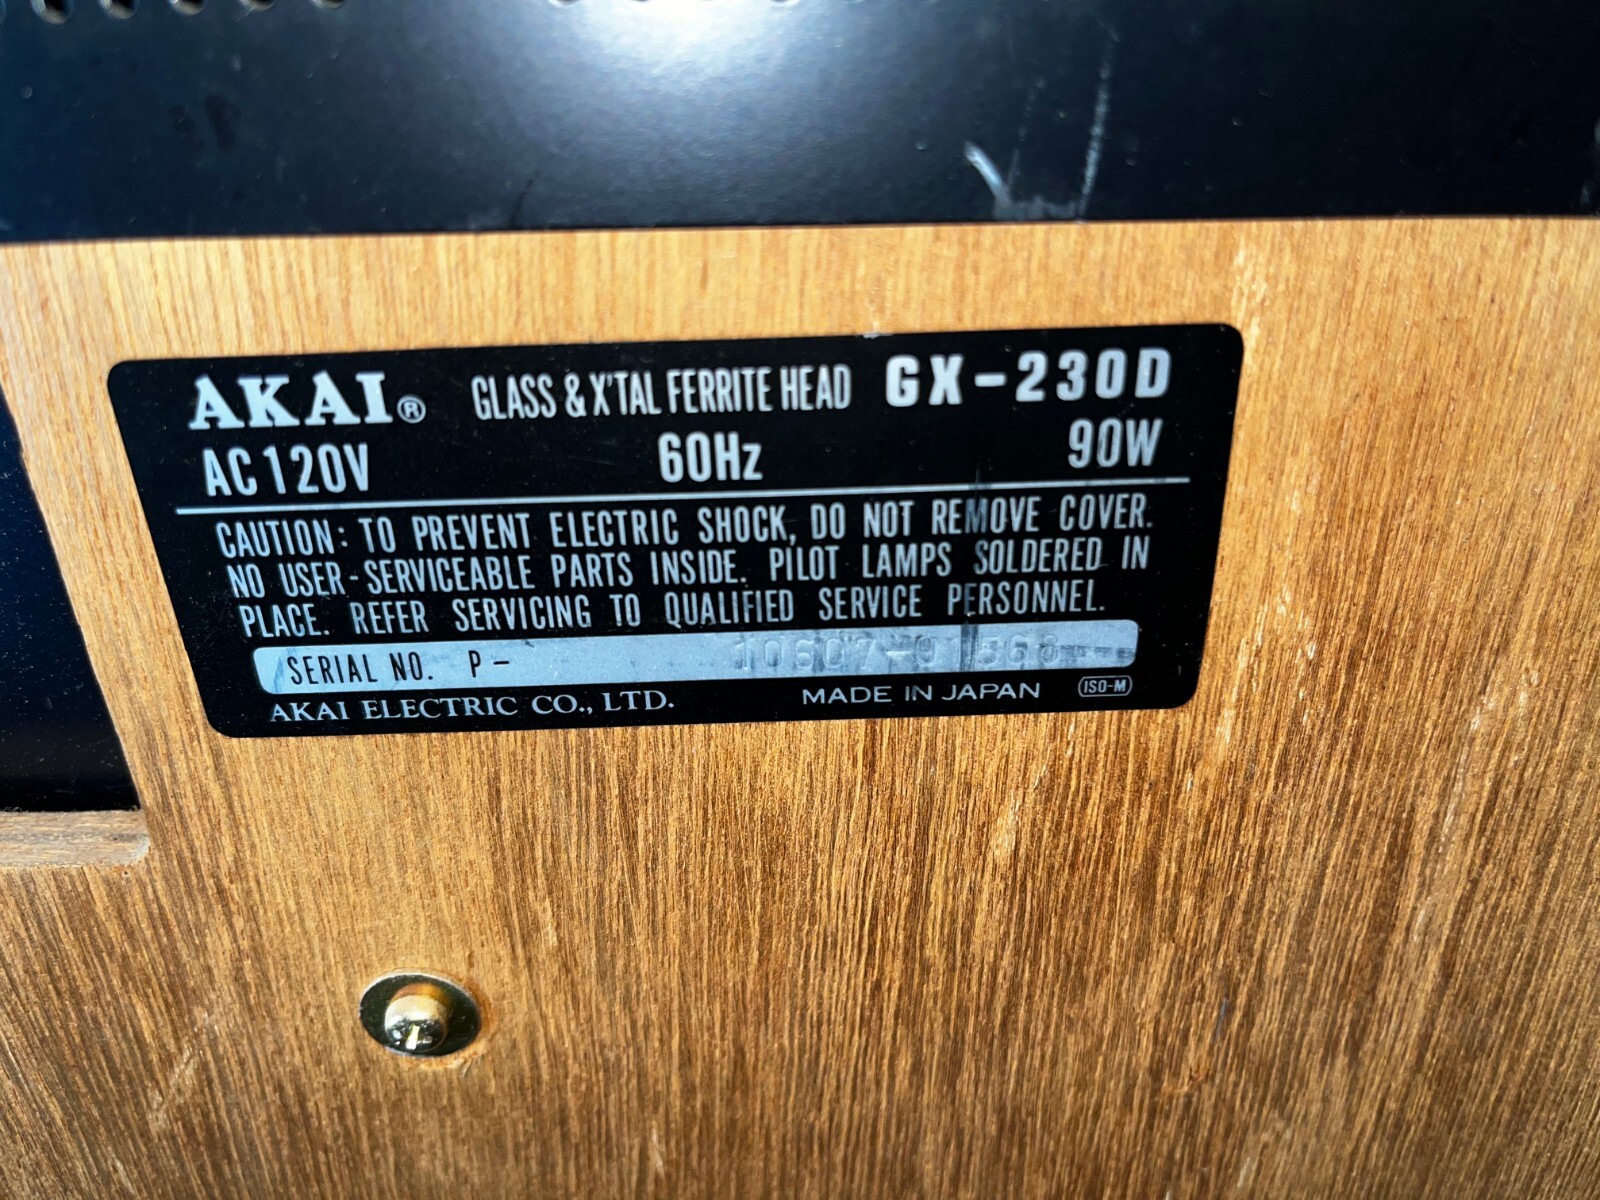 AKAI® GLASS & X'TAL FERRITE HEAD GX-230D
AC 120V 60Hz 90W
CAUTION: TO PREVENT ELECTRIC SHOCK, DO NOT REMOVE COVER.
NO USER-SERVICEABLE PARTS INSIDE. PILOT LAMPS SOLDERED IN
PLACE. REFER SERVICING TO QUALIFIED SERVICE PERSONNEL.
SERIAL NO. P-
AKAI ELECTRIC CO., LTD. MADE IN JAPAN ISO-M